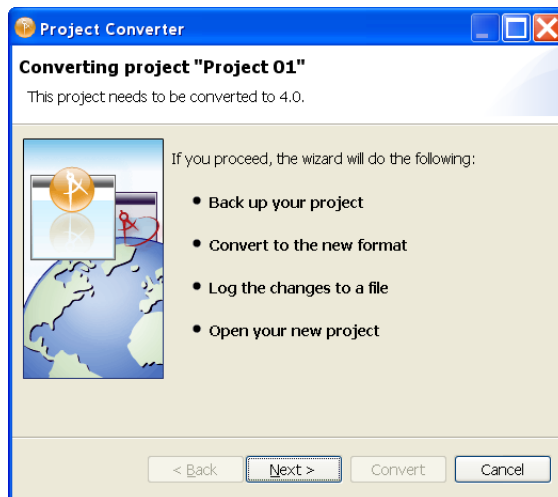 Project Converter
Converting project "Project 01"
This project needs to be converted to 4.0.
If you proceed, the wizard will do the following:
• Back up your project
• Convert to the new format
• Log the changes to a file
• Open your new project
< Back Next > Convert Cancel